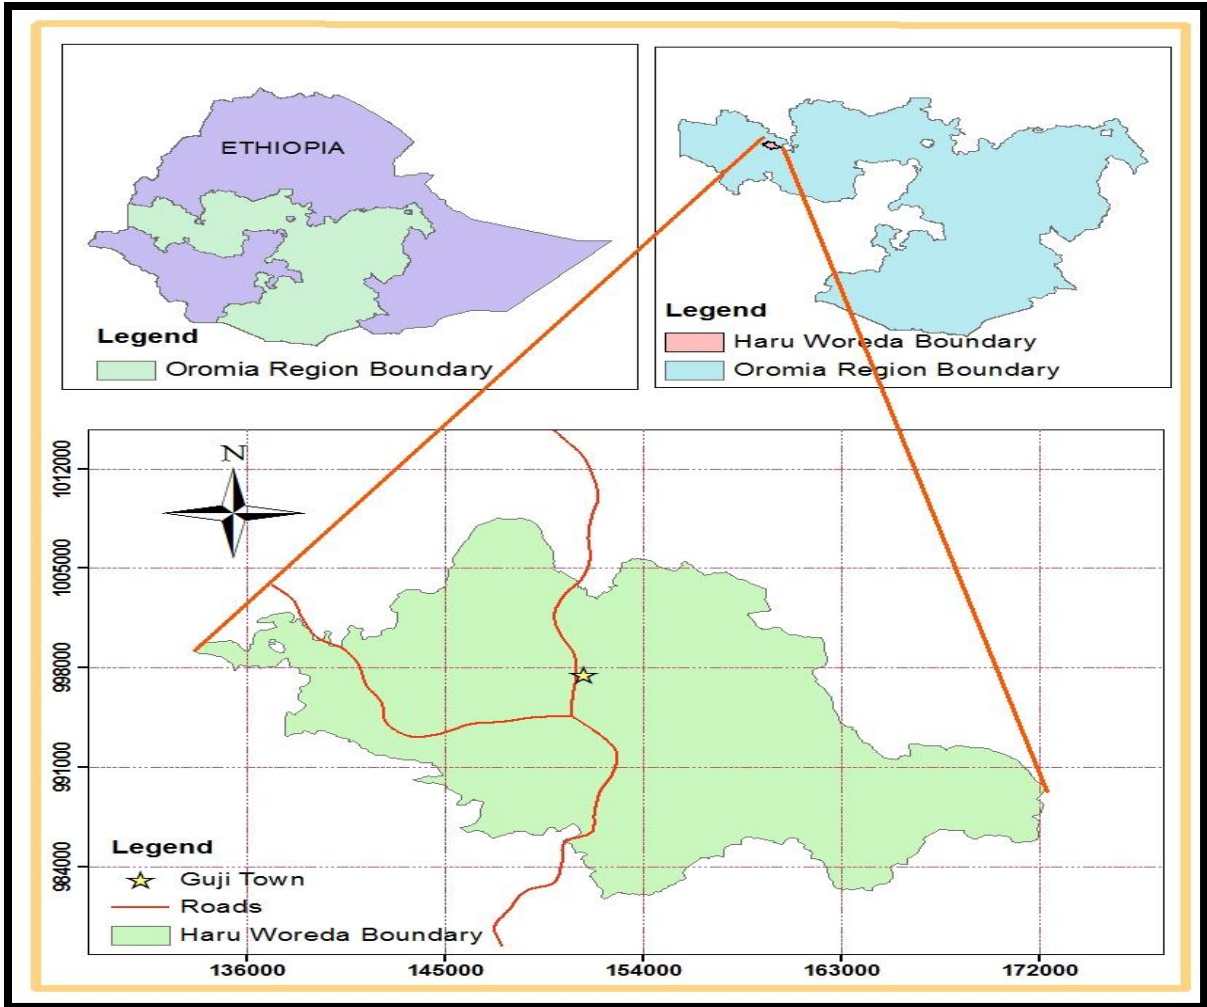 ETHIOPIA
Legend
Oromia Region Boundary
Legend
Haru Woreda Boundary
Oromia Region Boundary
N
1012000
1005000
998000
991000
984000
Legend
Guji Town
Roads
Haru Woreda Boundary
136000
145000
154000
163000
172000